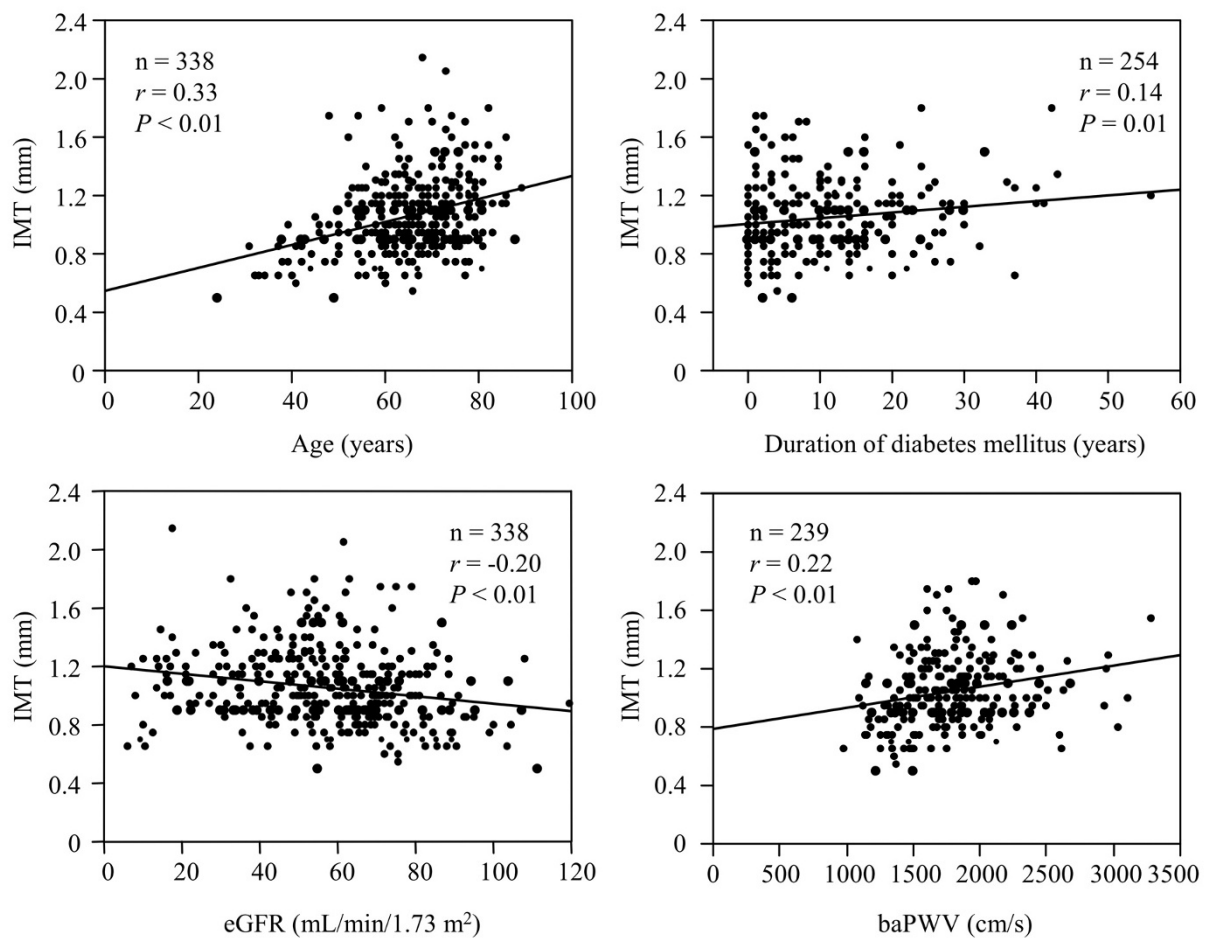 2.4
2.0
1.6
1.2
0.8
0.4
0
IMT (mm)
n = 338
r = 0.33
P < 0.01
0
20
40
60
80
100
Age (years)
2.4
2.0
1.6
1.2
0.8
0.4
0
IMT (mm)
n = 254
r = 0.14
P = 0.01
0
10
20
30
40
50
60
Duration of diabetes mellitus (years)
2.4
2.0
1.6
1.2
0.8
0.4
0
IMT (mm)
n = 338
r = -0.20
P < 0.01
0
20
40
60
80
100
120
eGFR (mL/min/1.73 m²)
2.4
2.0
1.6
1.2
0.8
0.4
0
IMT (mm)
n = 239
r = 0.22
P < 0.01
0
500
1000
1500
2000
2500
3000
3500
baPWV (cm/s)